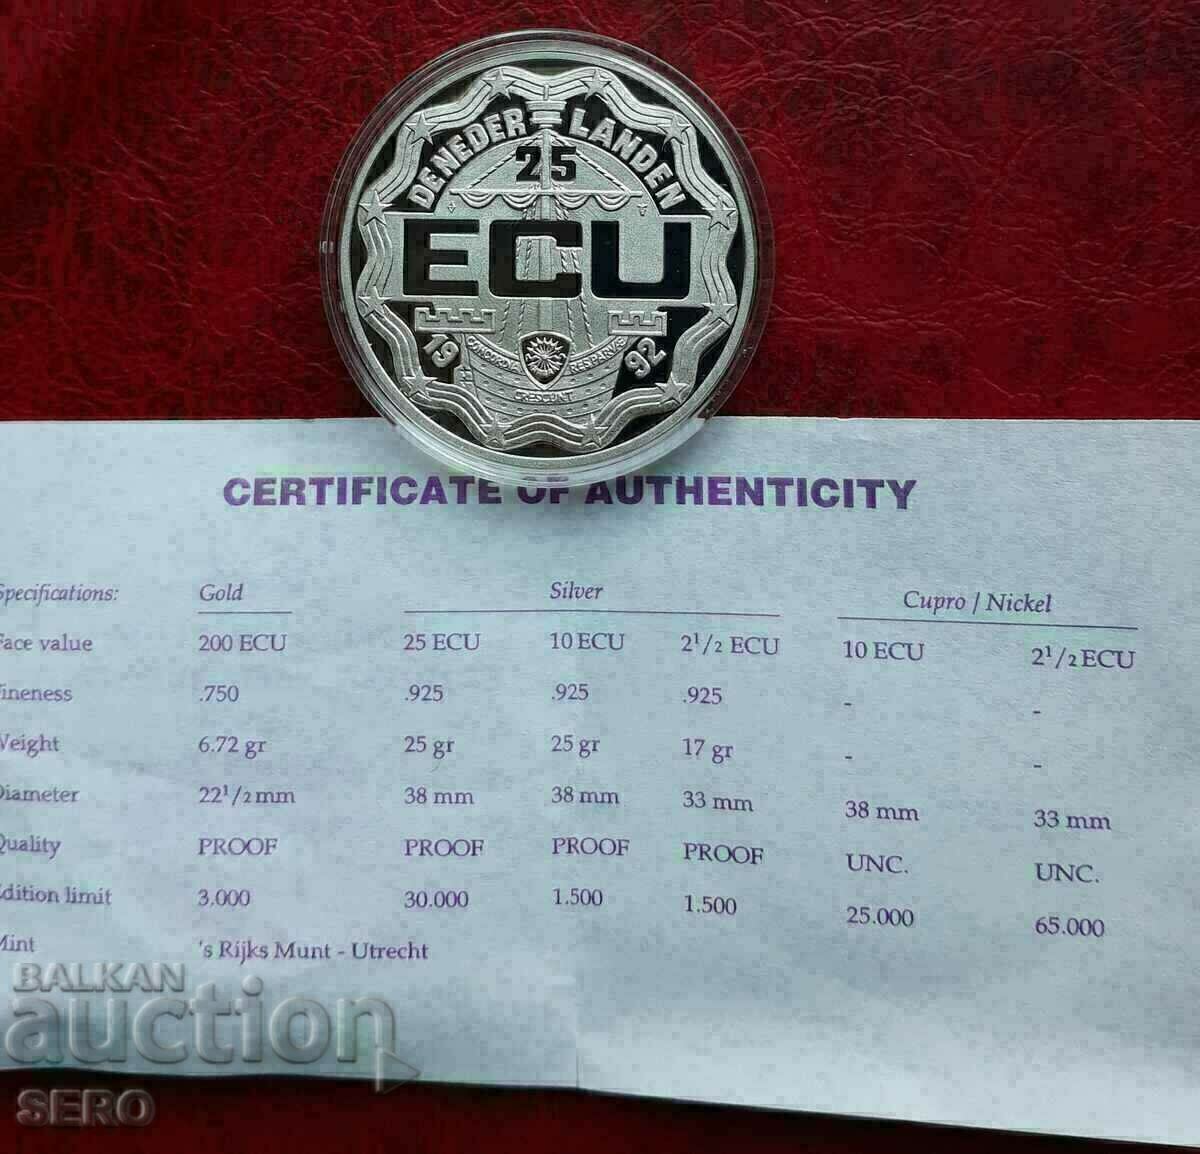 DE NEDER LANDEN
25
ECU
19 92
CONCORDIA RES PARVAE
CRESCUNT
CERTIFICATE OF AUTHENTICITY
Specifications: Gold Silver Cupro / Nickel
Face value 200 ECU 25 ECU 10 ECU 2 1/2 ECU 10 ECU 2 1/2 ECU
Fineness .750 .925 .925 .925 - -
Weight 6.72 gr 25 gr 25 gr 17 gr - -
Diameter 22 1/2 mm 38 mm 38 mm 33 mm 38 mm 33 mm
Quality PROOF PROOF PROOF PROOF UNC. UNC.
Edition limit 3.000 30.000 1.500 1.500 25.000 65.000
Mint 's Rijks Munt - Utrecht
BALKAN
auction
SERO